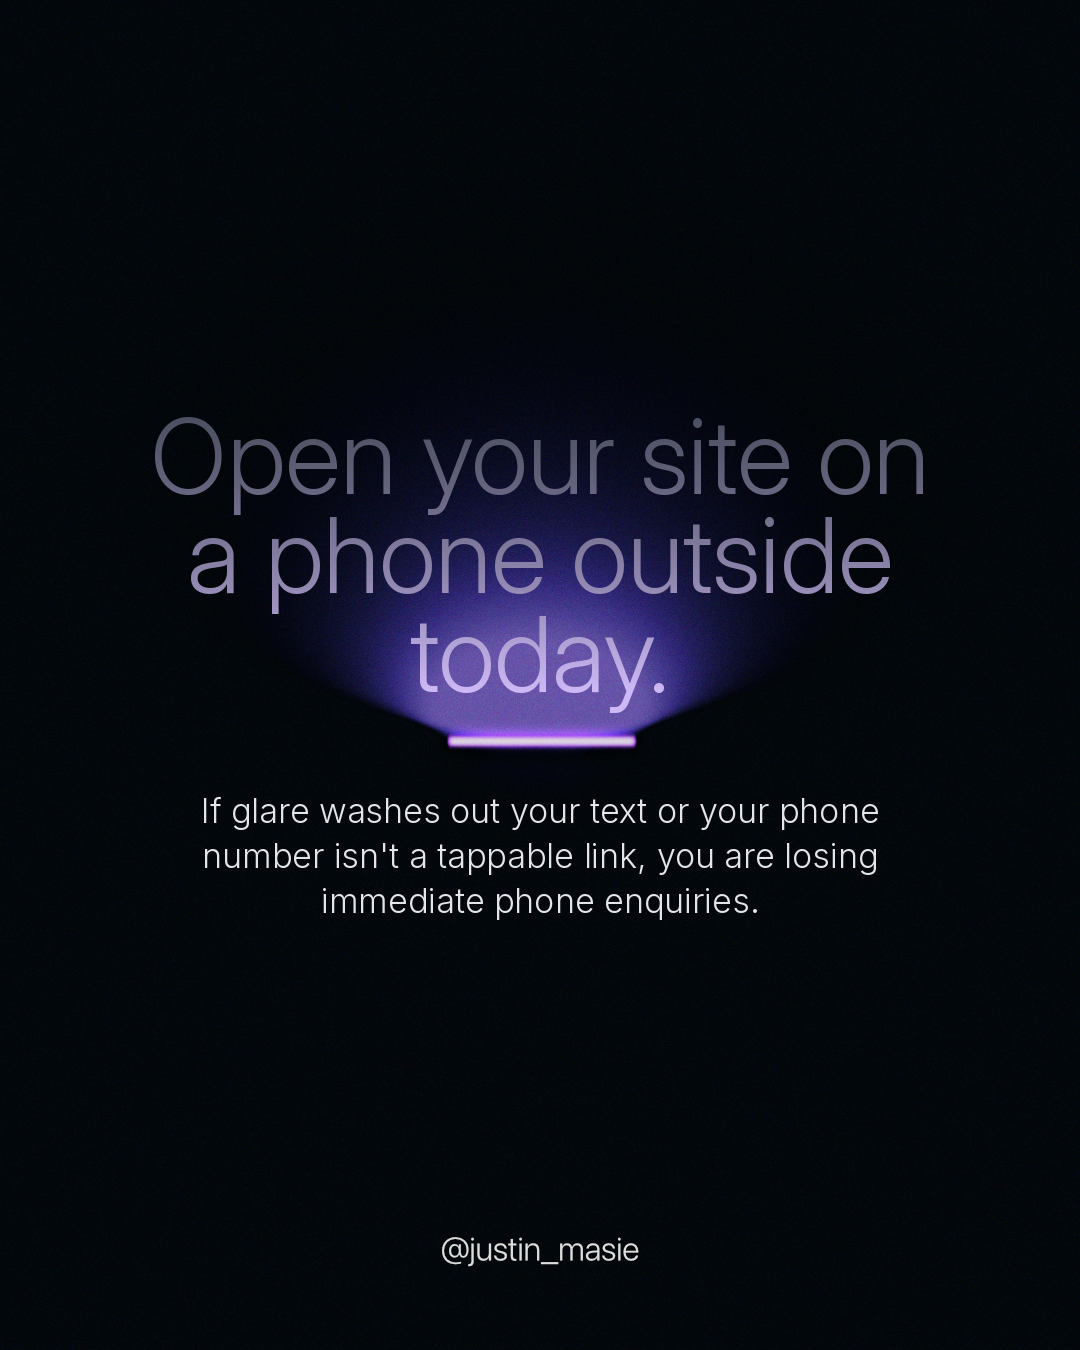 Open your site on
a phone outside
today.
If glare washes out your text or your phone
number isn't a tappable link, you are losing
immediate phone enquiries.
@justin_masie